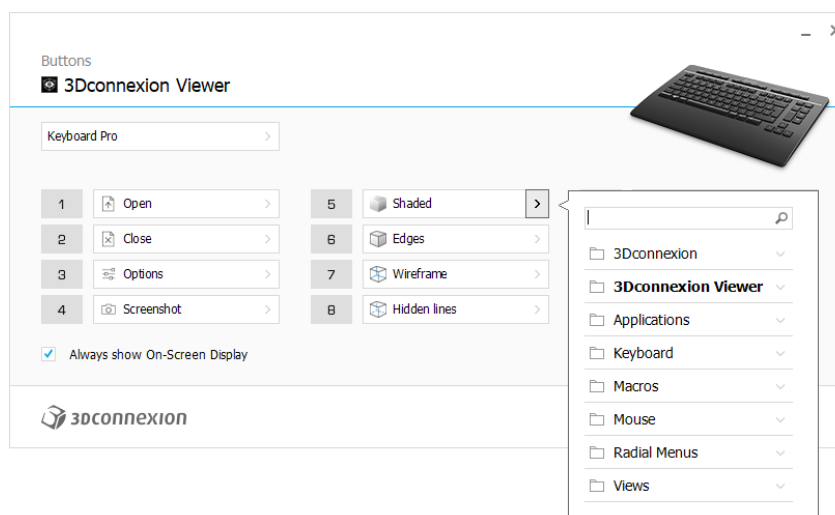 Buttons
3Dconnexion Viewer
Keyboard Pro
1 Open
2 Close
3 Options
4 Screenshot
5 Shaded
6 Edges
7 Wireframe
8 Hidden lines
Always show On-Screen Display
3Dconnexion
3Dconnexion
3Dconnexion Viewer
Applications
Keyboard
Macros
Mouse
Radial Menus
Views